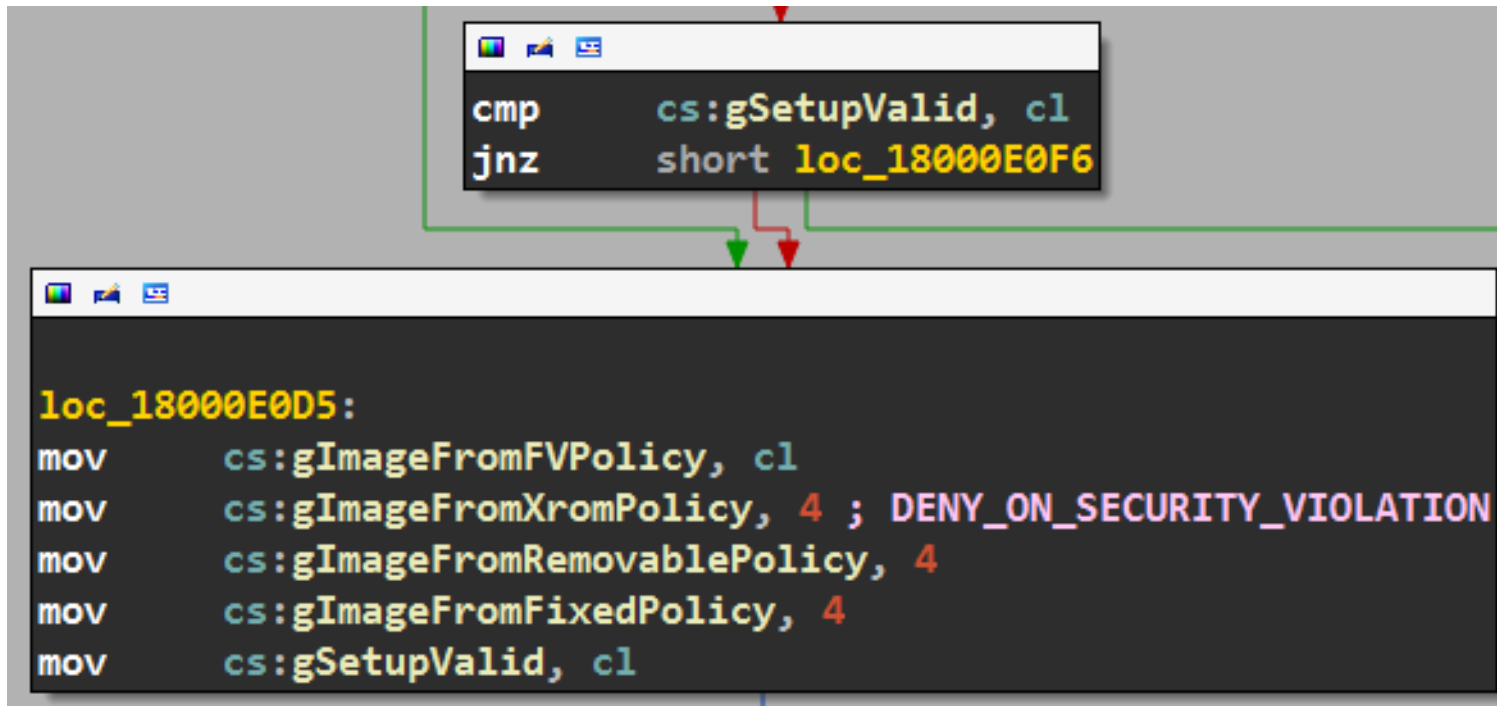 cmp cs:gSetupValid, cl
jnz short loc_18000E0F6
loc_18000E0D5:
mov cs:gImageFromFVPolicy, cl
mov cs:gImageFromXromPolicy, 4 ; DENY_ON_SECURITY_VIOLATION
mov cs:gImageFromRemovablePolicy, 4
mov cs:gImageFromFixedPolicy, 4
mov cs:gSetupValid, cl